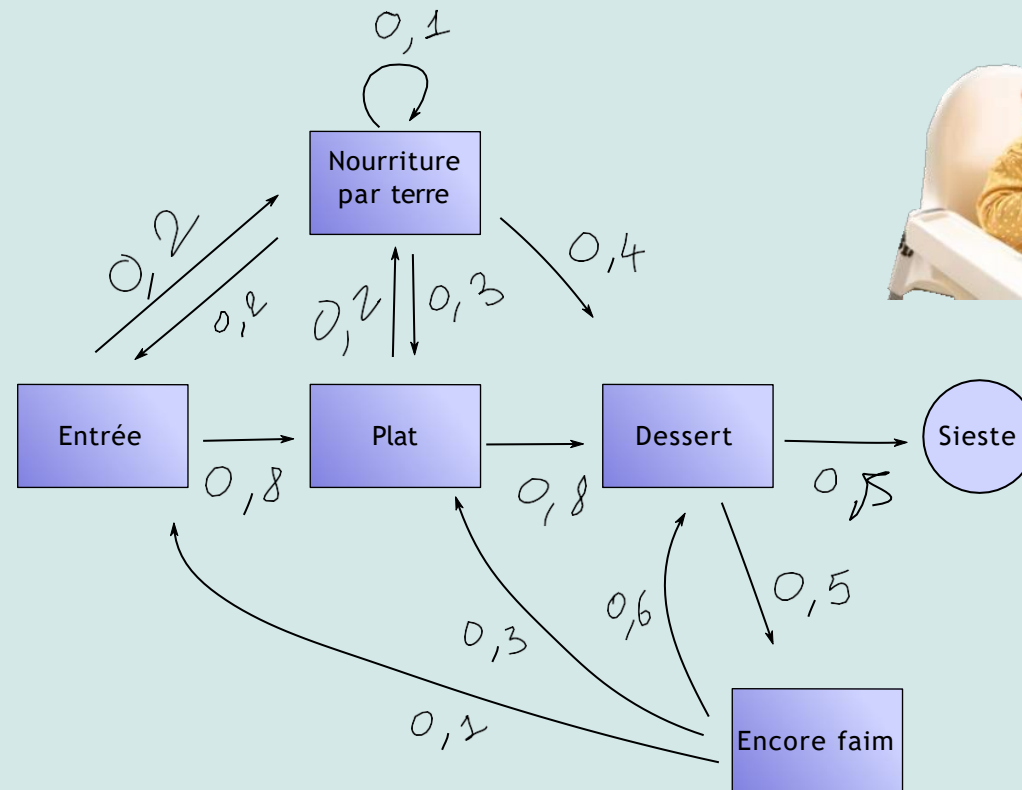 0,1
Nourriture
par terre
0,2
0,2
0,2
0,3
0,4
Entrée
Plat
Dessert
Sieste
0,8
0,8
0,5
0,5
0,6
0,3
0,1
Encore faim